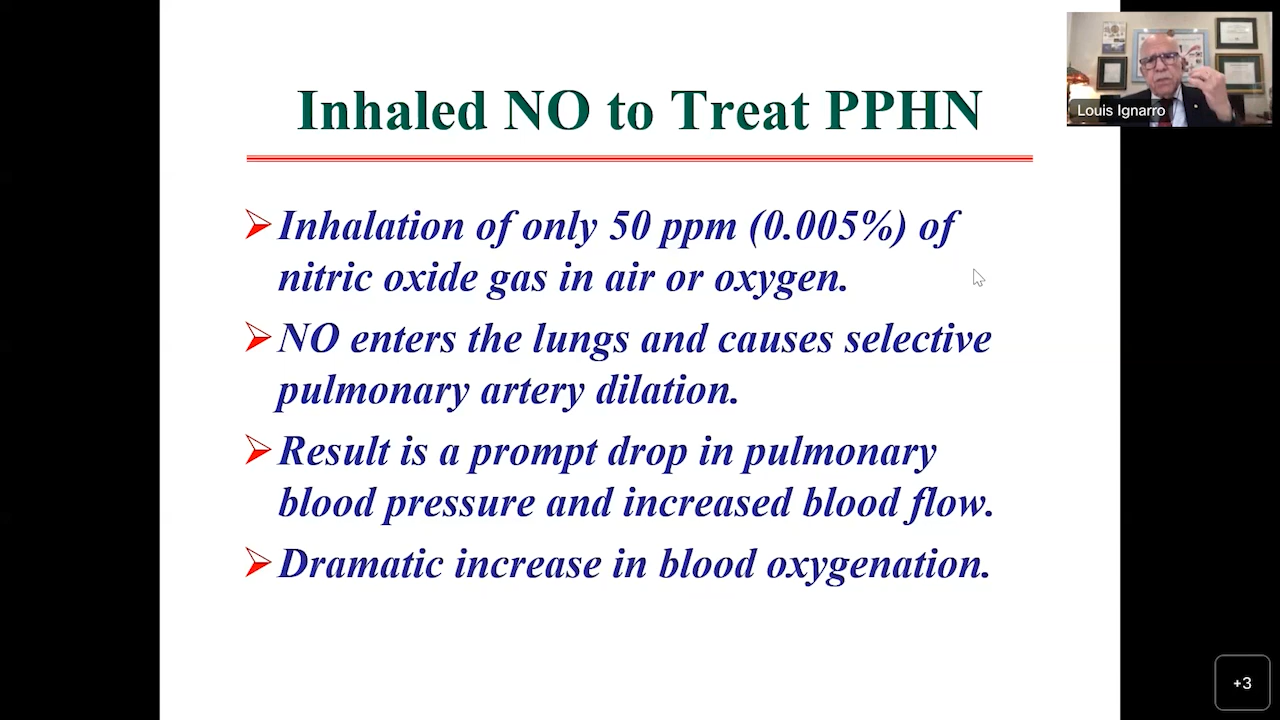 Inhaled NO to Treat PPHN
Louis Ignarro
Inhalation of only 50 ppm (0.005%) of
nitric oxide gas in air or oxygen.
NO enters the lungs and causes selective
pulmonary artery dilation.
Result is a prompt drop in pulmonary
blood pressure and increased blood flow.
Dramatic increase in blood oxygenation.
+3